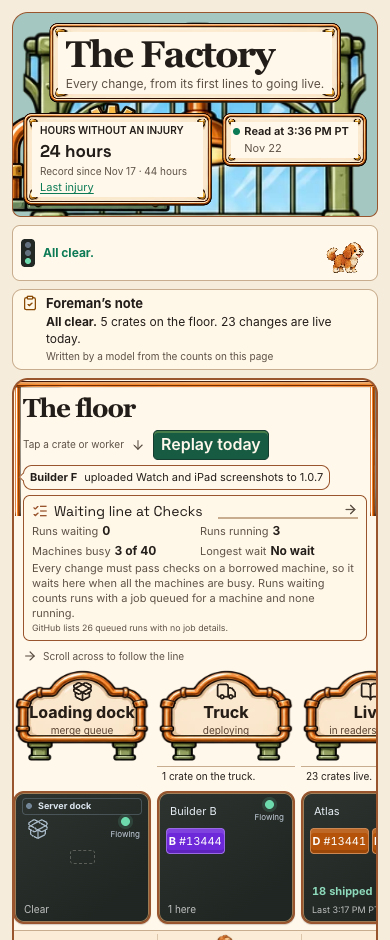 The Factory
Every change, from its first lines to going live.
HOURS WITHOUT AN INJURY
24 hours
Record since Nov 17 · 44 hours
Last injury
Read at 3:36 PM PT
Nov 22
All clear.
Foreman’s note
All clear. 5 crates on the floor. 23 changes are live
today.
Written by a model from the counts on this page
The floor
Tap a crate or worker
Replay today
Builder F uploaded Watch and iPad screenshots to 1.0.7
Waiting line at Checks
Runs waiting 0
Runs running 3
Machines busy 3 of 40
Longest wait No wait
Every change must pass checks on a borrowed machine, so it
waits here when all the machines are busy. Runs waiting
counts runs with a job queued for a machine and none
running.
GitHub lists 26 queued runs with no job details.
Scroll across to follow the line
Loading dock
merge queue
Truck
deploying
Liv
in readers
1 crate on the truck.
23 crates live.
Server dock
Flowing
Clear
Builder B
Flowing
B #13444
1 here
Atlas
D #13441
18 shipped
Last 3:17 PM P